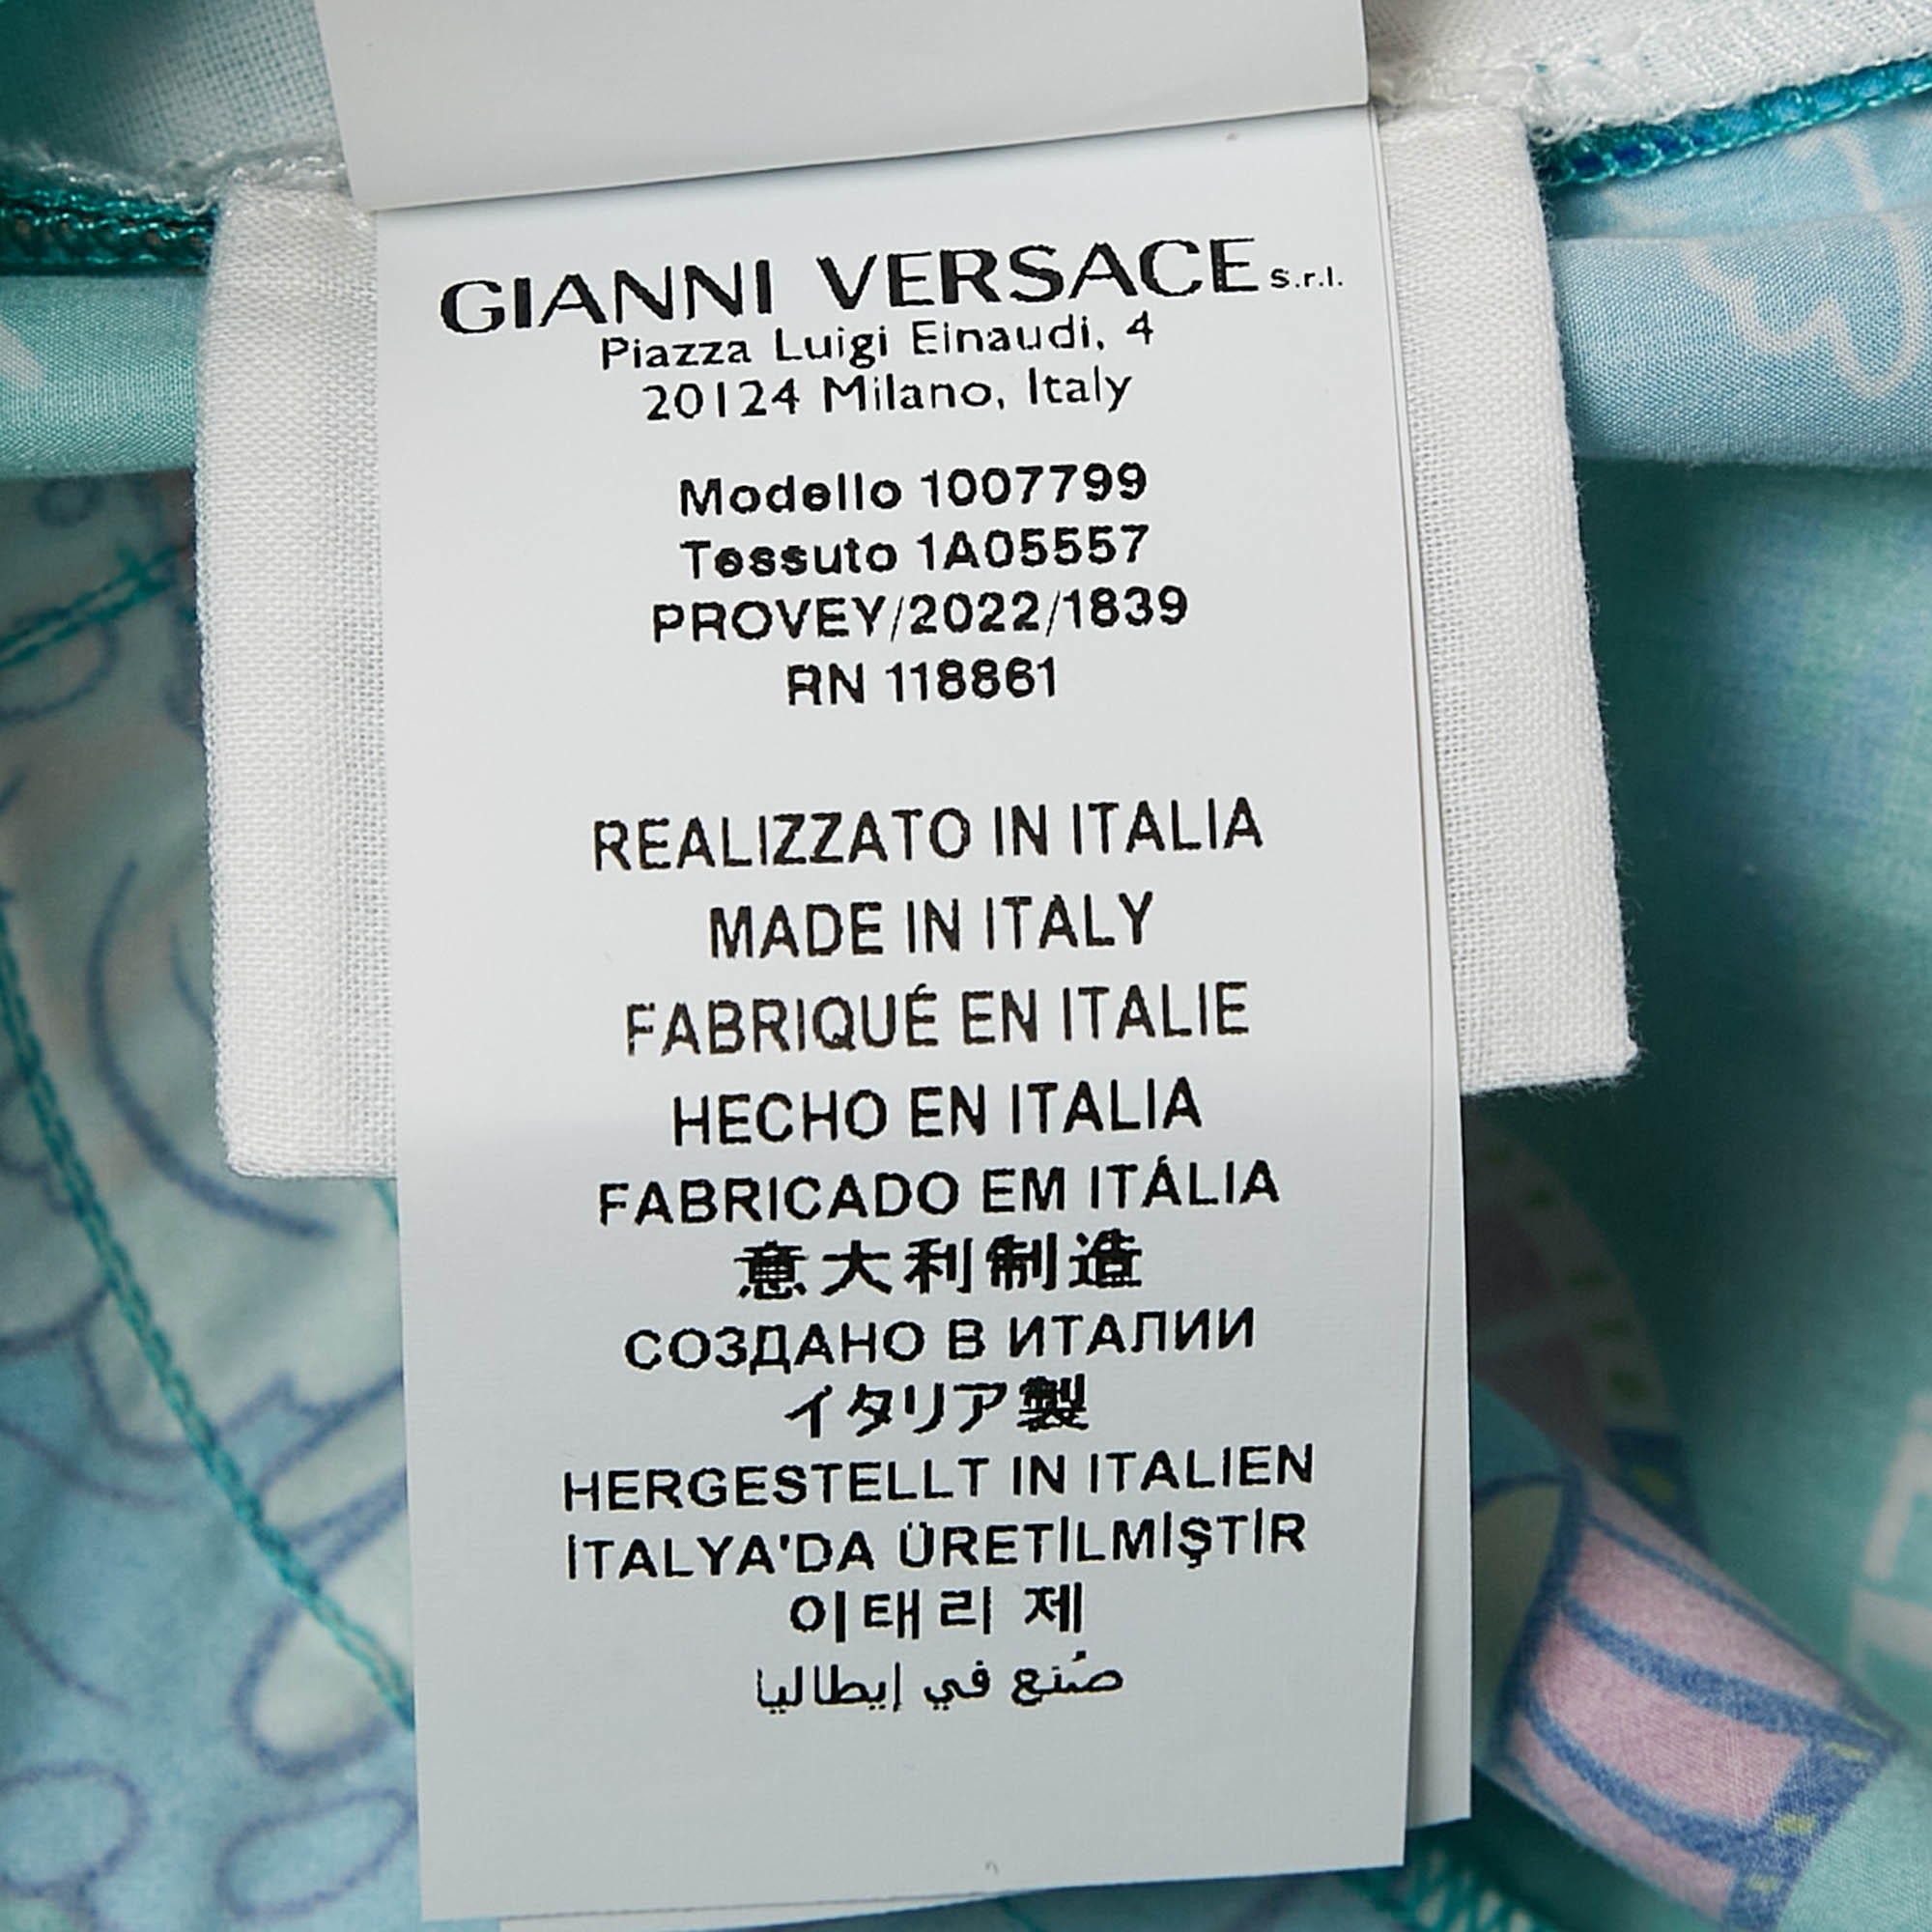 GIANNI VERSACE s.r.l.
Piazza Luigi Einaudi, 4
20124 Milano, Italy
Modello 1007799
Tessuto 1A05557
PROVEY/2022/1839
RN 118861
REALIZZATO IN ITALIA
MADE IN ITALY
FABRIQUÉ EN ITALIE
HECHO EN ITALIA
FABRICADO EM ITÁLIA
意大利制造
СОЗДАНО В ИТАЛИИ
イタリア製
HERGESTELLT IN ITALIEN
İTALYA'DA ÜRETİLMİŞTİR
이태리 제
صُنع في إيطاليا